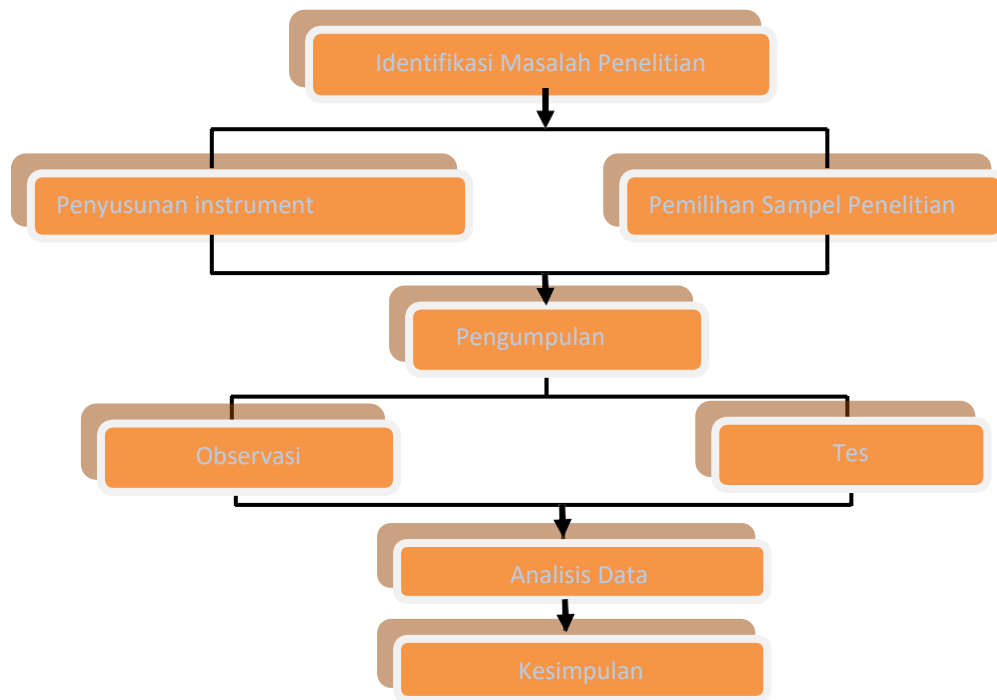 Identifikasi Masalah Penelitian
Penyusunan instrument
Pemilihan Sampel Penelitian
Pengumpulan
Observasi
Tes
Analisis Data
Kesimpulan